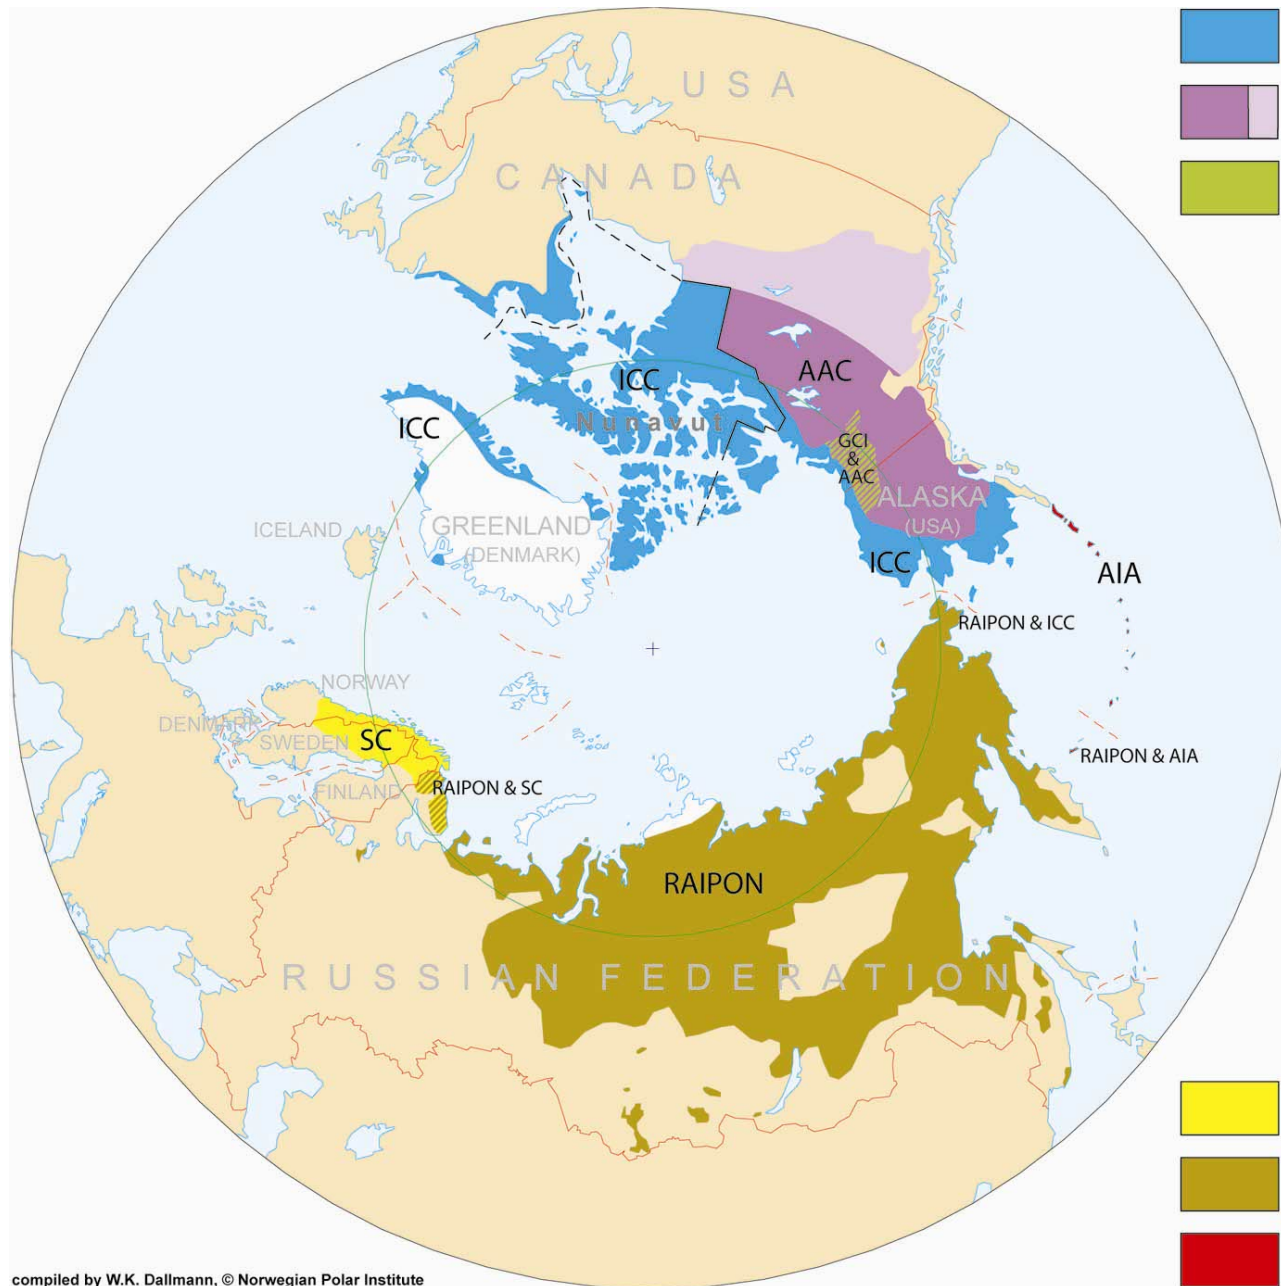 USA
CANADA
ICC
AAC
ICC
Nunavut
GCI
&
AAC
ALASKA
(USA)
GREENLAND
(DENMARK)
ICELAND
ICC
AIA
RAIPON & ICC
NORWAY
DENMARK
SWEDEN
SC
RAIPON & AIA
FINLAND
RAIPON & SC
RAIPON
RUSSIAN FEDERATION
compiled by W.K. Dallmann, © Norwegian Polar Institute